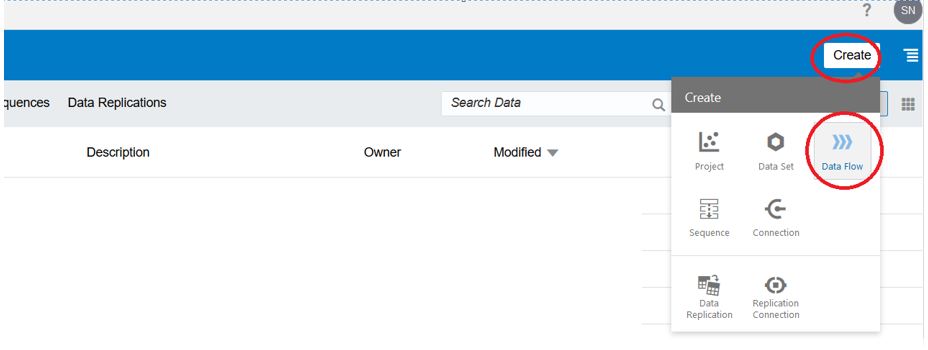 ?
SN
Create
quences Data Replications
Search Data
Create
Description Owner Modified
Project Data Set Data Flow
Sequence Connection
Data Replication
Replication Connection